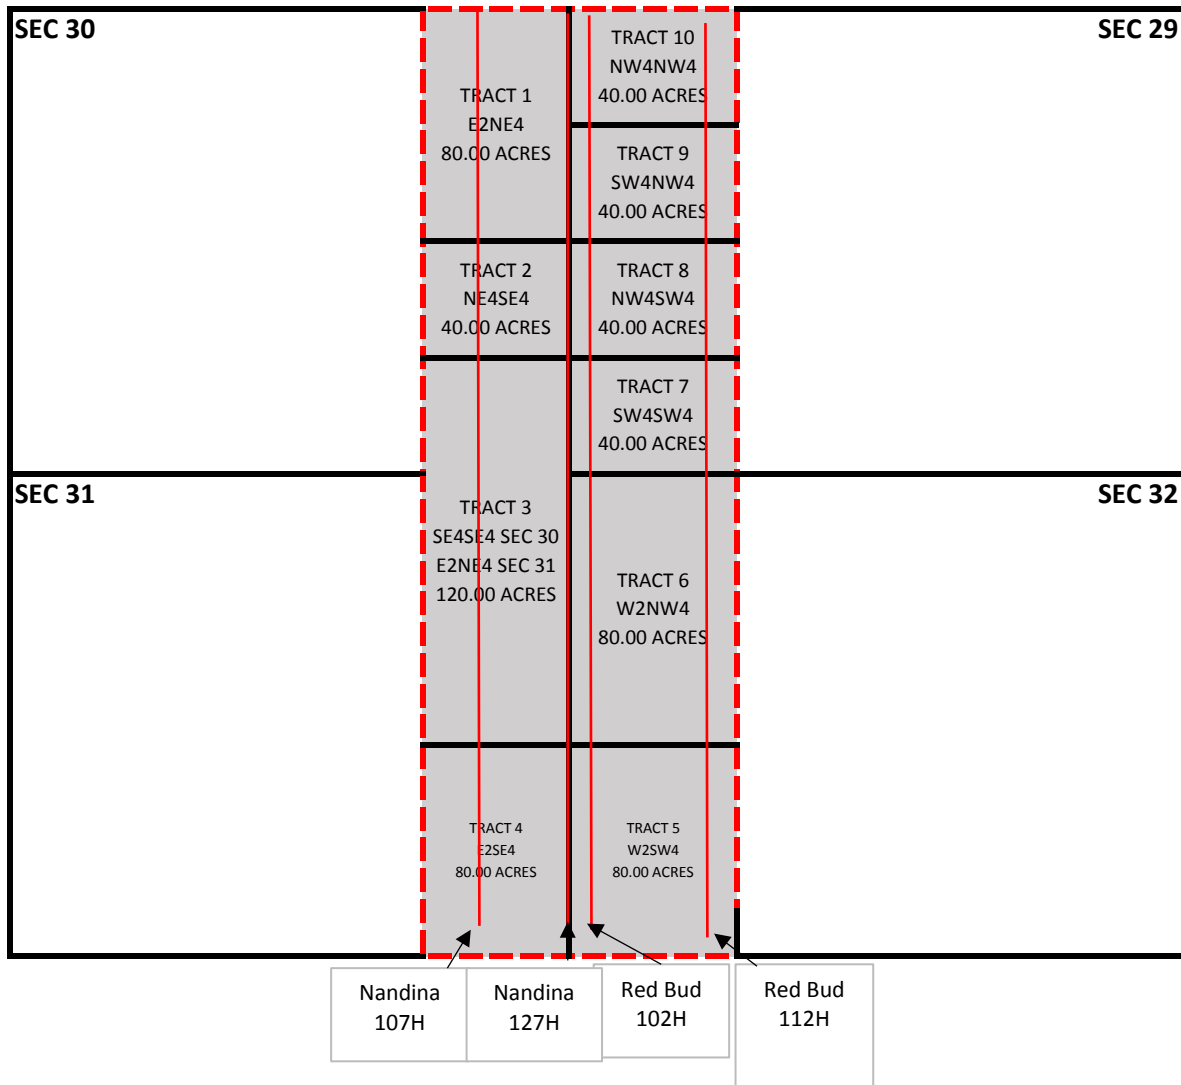 SEC 30
SEC 29
TRACT 1
E2NE4
80.00 ACRES
TRACT 10
NW4NW4
40.00 ACRES
TRACT 9
SW4NW4
40.00 ACRES
TRACT 2
NE4SE4
40.00 ACRES
TRACT 8
NW4SW4
40.00 ACRES
TRACT 7
SW4SW4
40.00 ACRES
SEC 31
SEC 32
TRACT 3
SE4SE4 SEC 30
E2NE4 SEC 31
120.00 ACRES
TRACT 6
W2NW4
80.00 ACRES
TRACT 4
E2SE4
80.00 ACRES
TRACT 5
W2SW4
80.00 ACRES
Nandina
107H
Nandina
127H
Red Bud
102H
Red Bud
112H